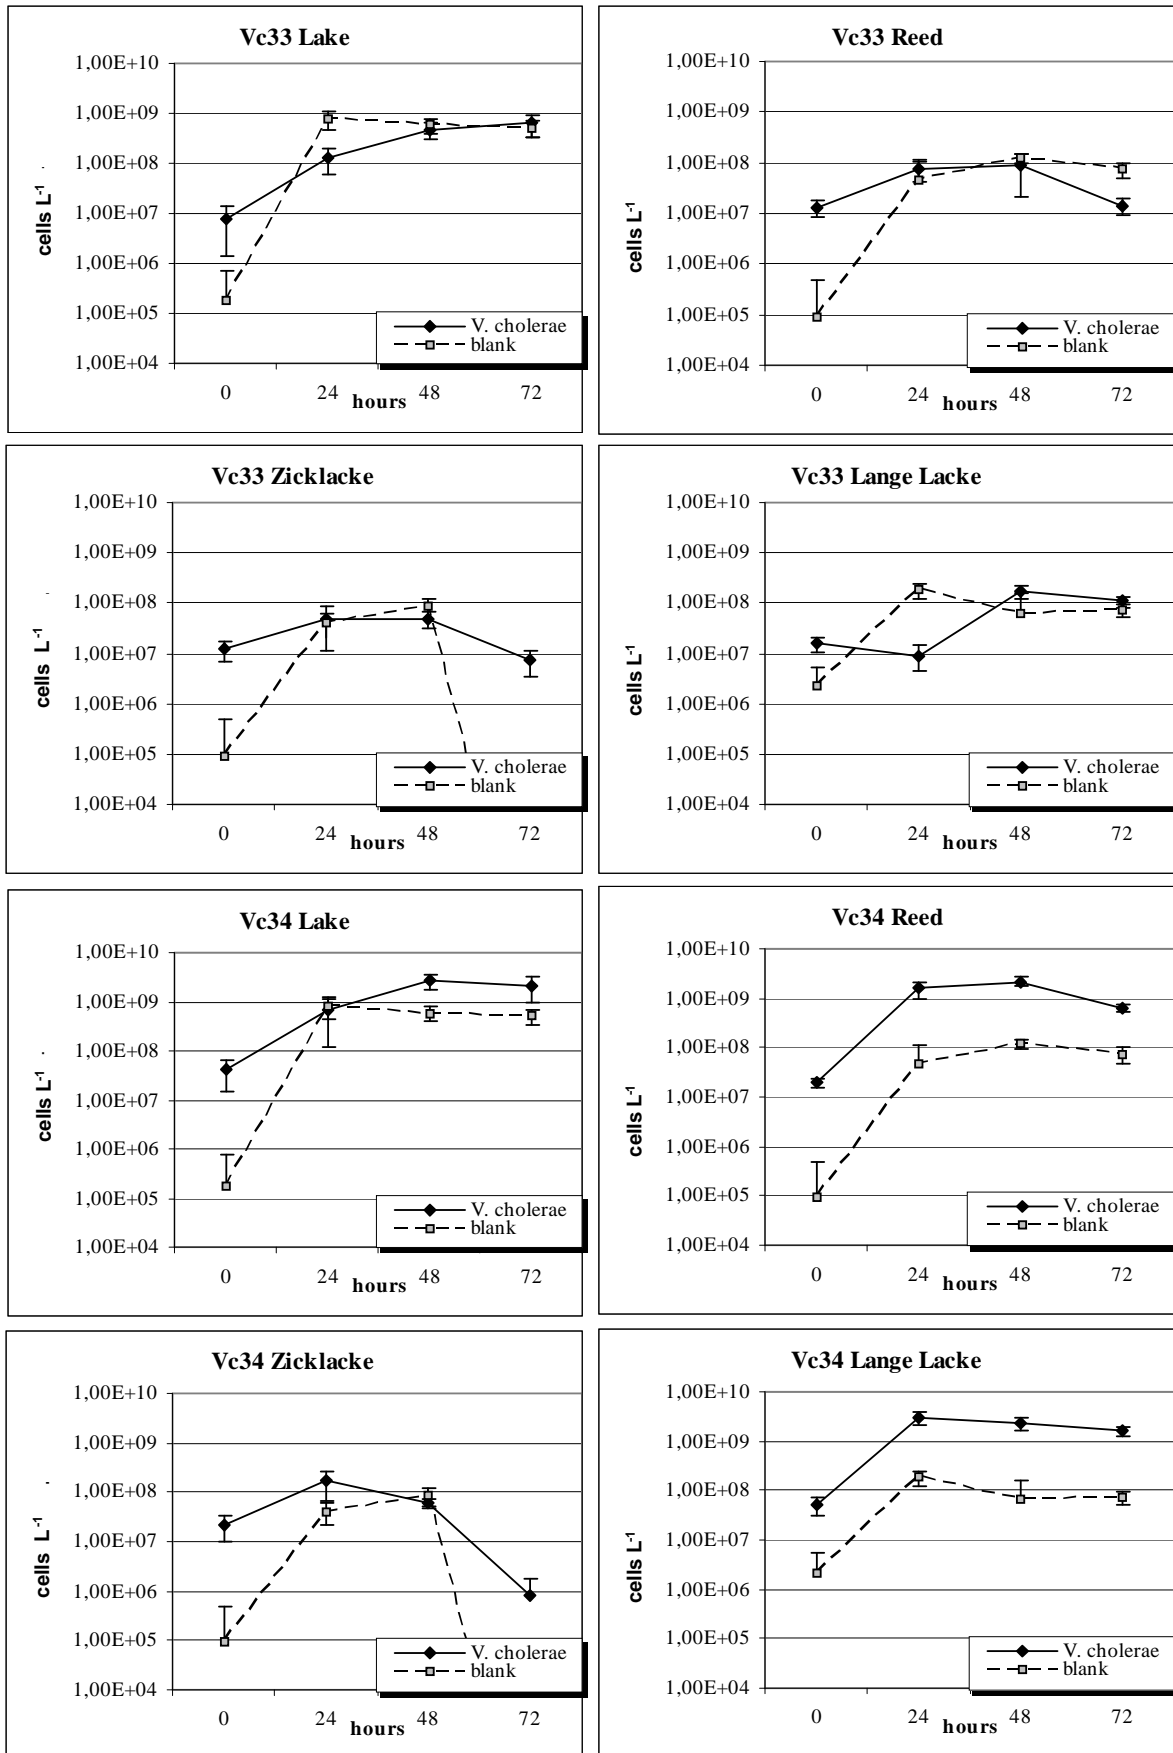 Vc33 Lake
1,00E+10
1,00E+09
1,00E+08
1,00E+07
1,00E+06
1,00E+05
1,00E+04
cells L⁻¹
V. cholerae
blank
0 24 48 72
hours
Vc33 Reed
1,00E+10
1,00E+09
1,00E+08
1,00E+07
1,00E+06
1,00E+05
1,00E+04
cells L⁻¹
V. cholerae
blank
0 24 48 72
hours
Vc33 Zicklacke
1,00E+10
1,00E+09
1,00E+08
1,00E+07
1,00E+06
1,00E+05
1,00E+04
cells L⁻¹
V. cholerae
blank
0 24 48 72
hours
Vc33 Lange Lacke
1,00E+10
1,00E+09
1,00E+08
1,00E+07
1,00E+06
1,00E+05
1,00E+04
cells L⁻¹
V. cholerae
blank
0 24 48 72
hours
Vc34 Lake
1,00E+10
1,00E+09
1,00E+08
1,00E+07
1,00E+06
1,00E+05
1,00E+04
cells L⁻¹
V. cholerae
blank
0 24 48 72
hours
Vc34 Reed
1,00E+10
1,00E+09
1,00E+08
1,00E+07
1,00E+06
1,00E+05
1,00E+04
cells L⁻¹
V. cholerae
blank
0 24 48 72
hours
Vc34 Zicklacke
1,00E+10
1,00E+09
1,00E+08
1,00E+07
1,00E+06
1,00E+05
1,00E+04
cells L⁻¹
V. cholerae
blank
0 24 48 72
hours
Vc34 Lange Lacke
1,00E+10
1,00E+09
1,00E+08
1,00E+07
1,00E+06
1,00E+05
1,00E+04
cells L⁻¹
V. cholerae
blank
0 24 48 72
hours